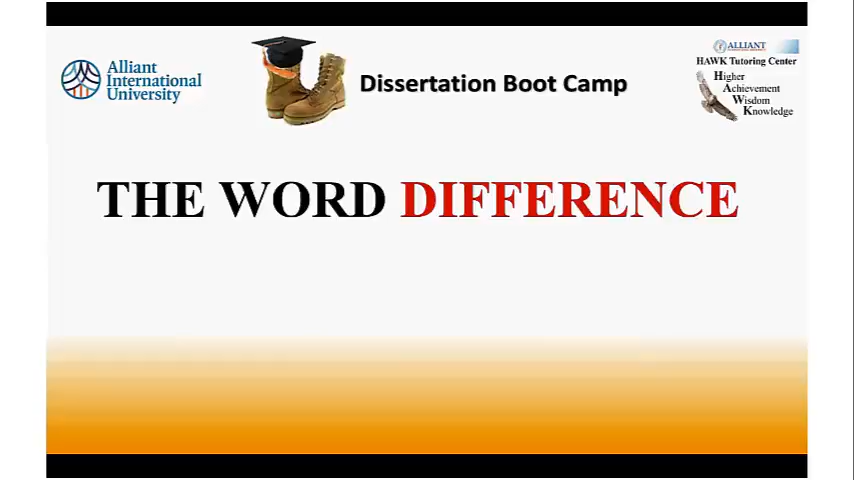 Alliant
International
University
Dissertation Boot Camp
ALLIANT
HAWK Tutoring Center
Higher
Achievement
Wisdom
Knowledge
THE WORD DIFFERENCE